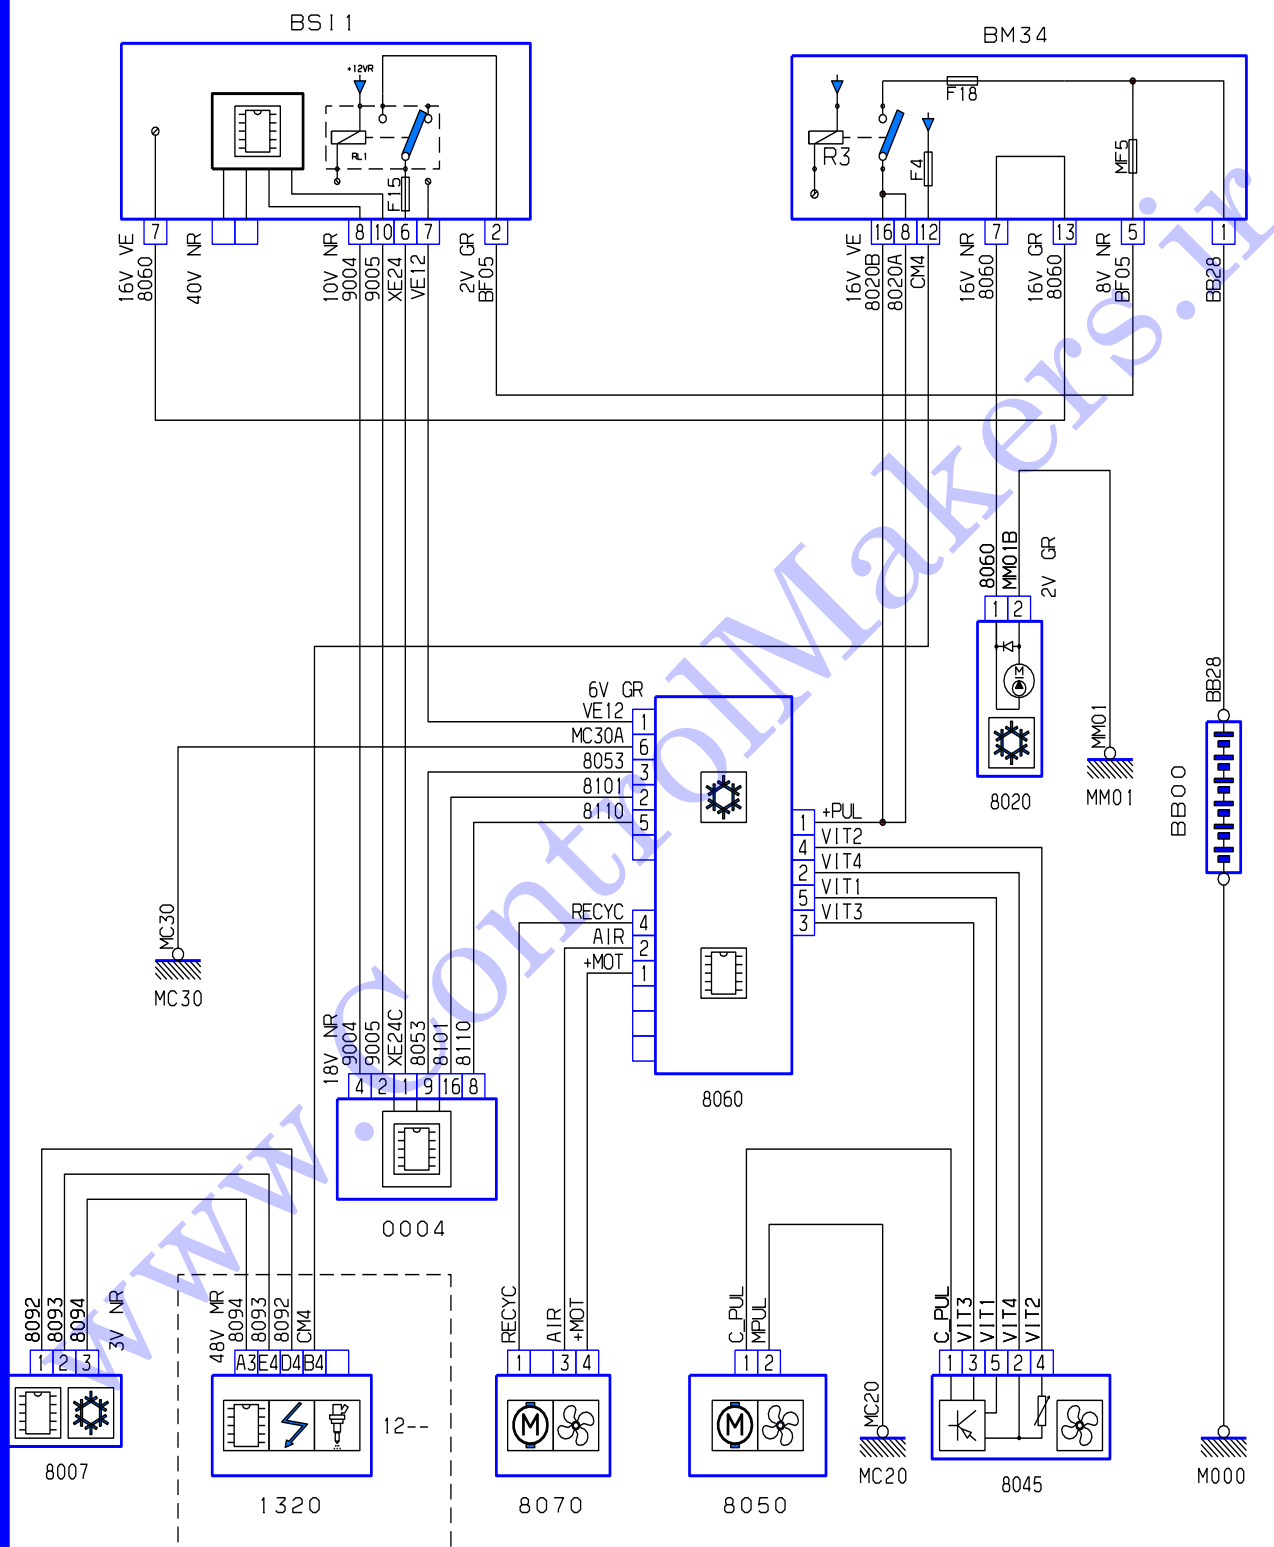 BSI1
BM34
+12VR
RL1
F15
R3
F18
F4
MF5
7
8
10
6
7
2
16
8
12
7
13
5
1
16V VE
8060
40V NR
10V NR
9004
9005
XE24
VE12
2V GR
BF05
16V VE
8020B
8020A
CM4
16V NR
8060
16V GR
8060
8V NR
BF05
BB28
8060
MM01B
2V GR
1
2
8020
MM01
MM01
BB28
BB00
6V GR
VE12
1
MC30A
6
8053
3
8101
2
8110
5
1
+PUL
4
VIT2
2
VIT4
5
VIT1
3
VIT3
RECYC
4
AIR
2
+MOT
1
8060
MC30
MC30
18V NR
9004
9005
XE24C
8053
8101
8110
4
2
1
9
16
8
0004
8092
8093
8094
3V NR
1
2
3
8007
48V MR
8094
8093
8092
CM4
A3
E4
D4
B4
12--
1320
RECYC
AIR
+MOT
1
3
4
M
8070
C_PUL
MPUL
1
2
M
8050
MC20
MC20
C_PUL
VIT3
VIT1
VIT4
VIT2
1
3
5
2
4
8045
M000
www.ControlMakers.ir